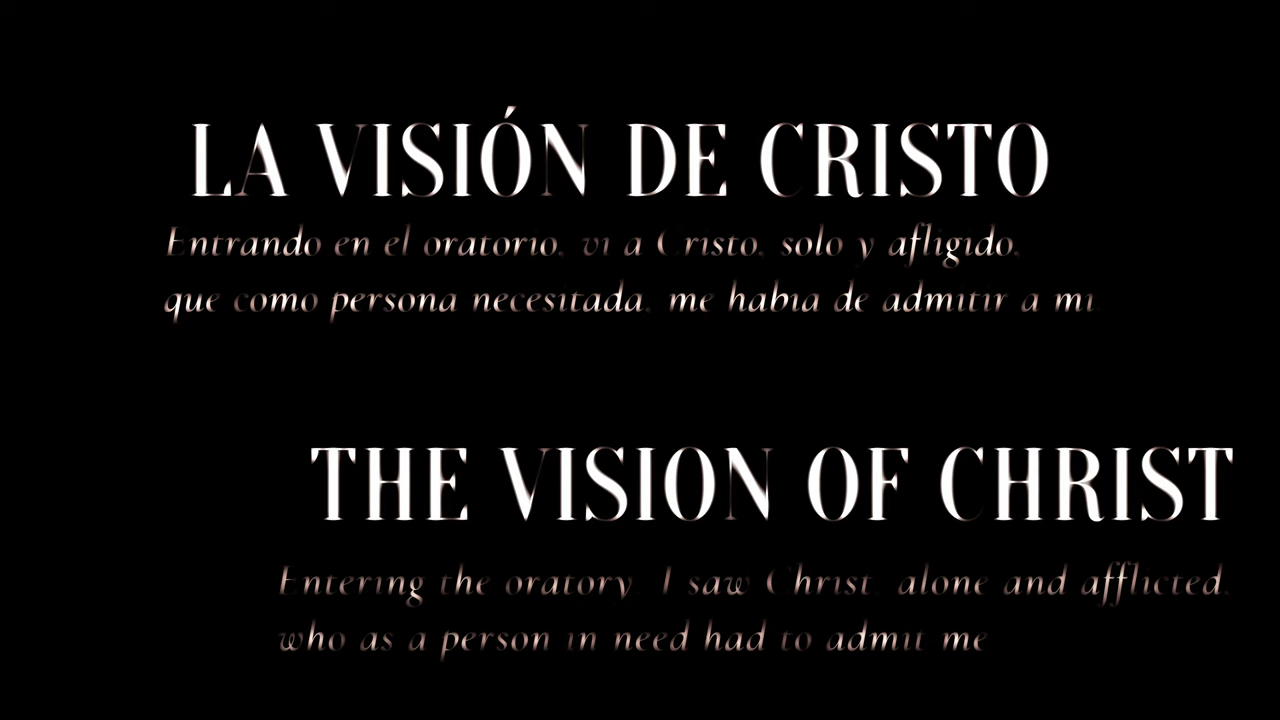 LA VISIÓN DE CRISTO
Entrando en el oratorio, vi a Cristo, solo y afligido,
que como persona necesitada, me había de admitir a mí.
THE VISION OF CHRIST
Entering the oratory, I saw Christ, alone and afflicted,
who as a person in need had to admit me